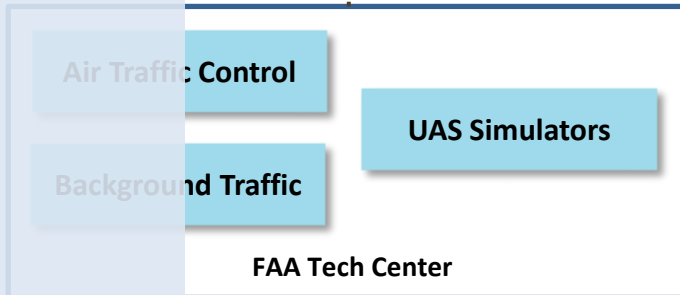 Air Traffic Control
UAS Simulators
Background Traffic
FAA Tech Center